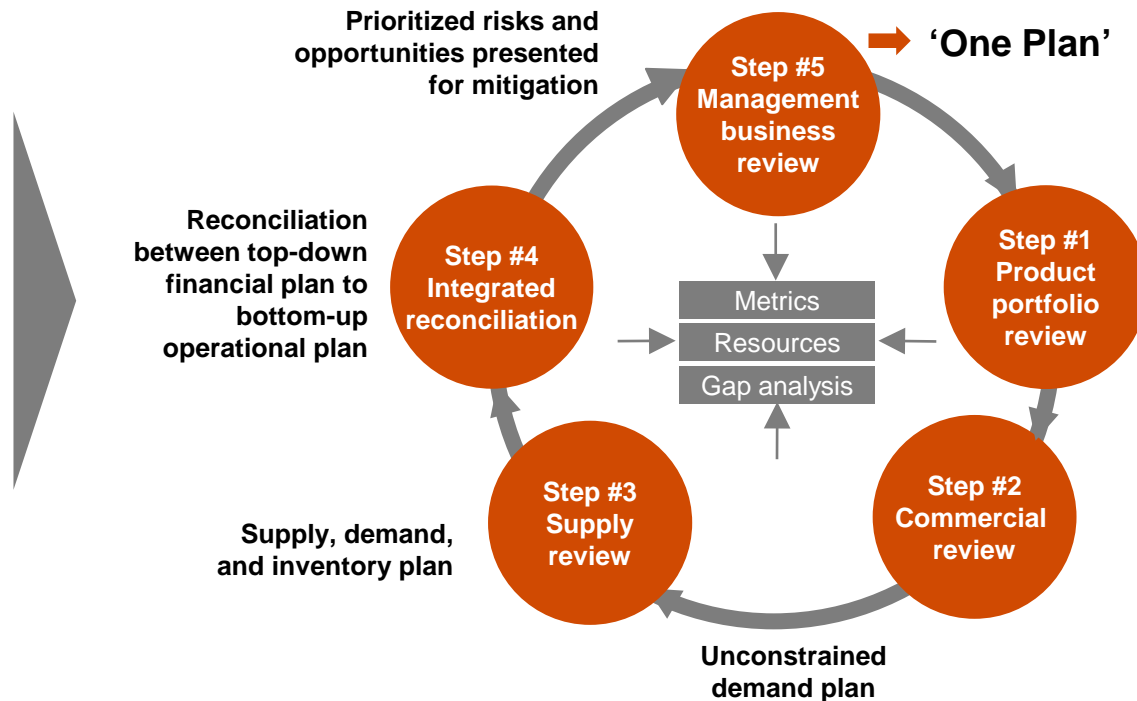 Prioritized risks and
opportunities presented
for mitigation
Step #5
Management
business
review
‘One Plan’
Step #1
Product
portfolio
review
Step #2
Commercial
review
Unconstrained
demand plan
Step #3
Supply
review
Supply, demand,
and inventory plan
Step #4
Integrated
reconciliation
Reconciliation
between top-down
financial plan to
bottom-up
operational plan
Metrics
Resources
Gap analysis